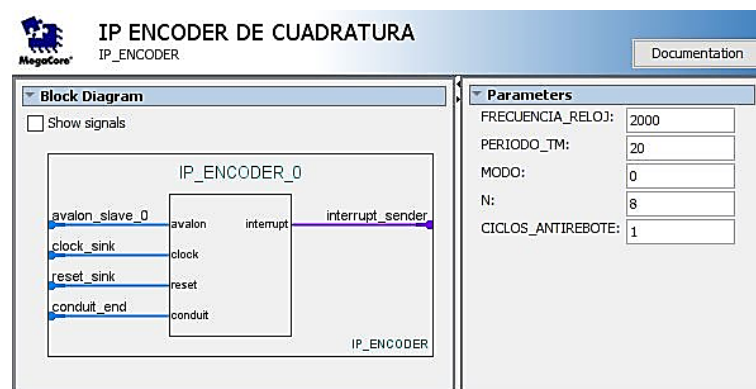 MegaCore®
IP ENCODER DE CUADRATURA
IP_ENCODER
Documentation
Block Diagram
Show signals
IP_ENCODER_0
avalon_slave_0
avalon
interrupt
interrupt_sender
clock_sink
clock
reset_sink
reset
conduit_end
conduit
IP_ENCODER
Parameters
FRECUENCIA_RELOJ: 2000
PERIODO_TM: 20
MODO: 0
N: 8
CICLOS_ANTIREBOTE: 1